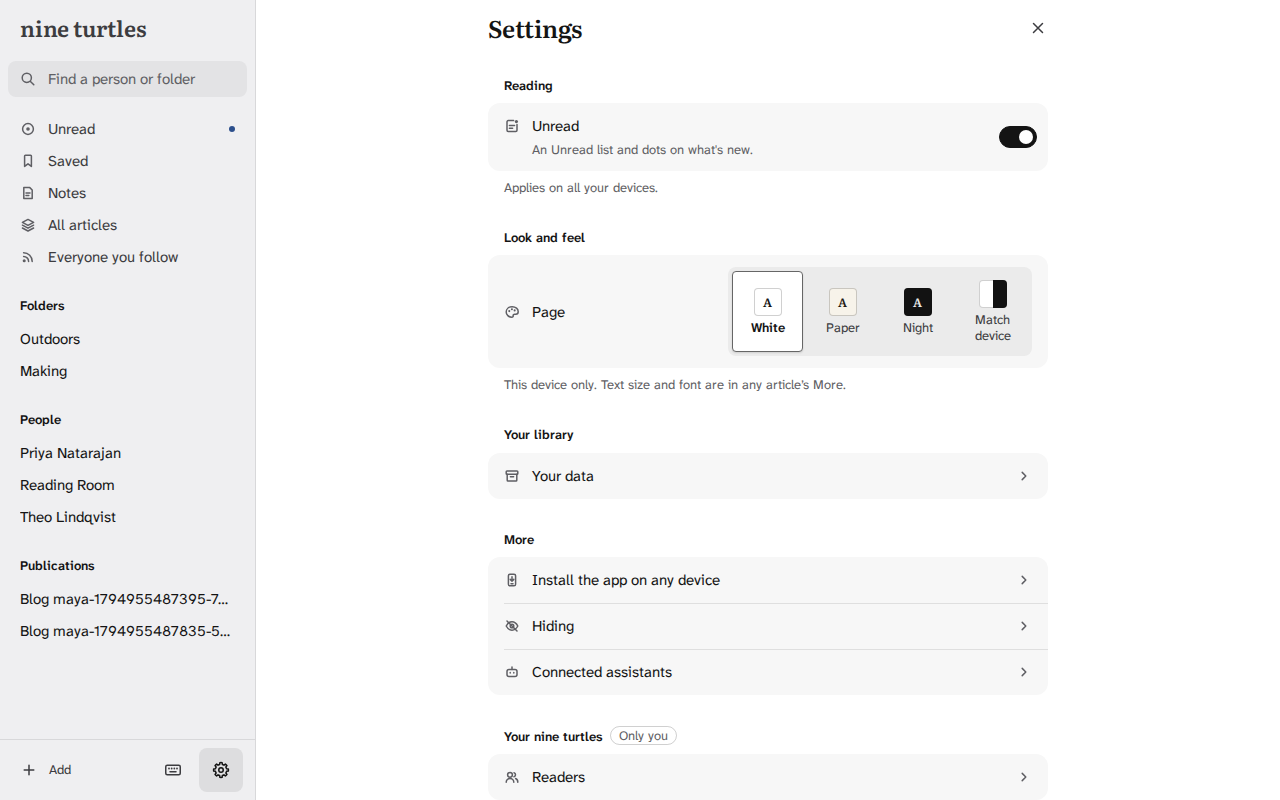 nine turtles
Find a person or folder
Unread
Saved
Notes
All articles
Everyone you follow
Folders
Outdoors
Making
People
Priya Natarajan
Reading Room
Theo Lindqvist
Publications
Blog maya-1794955487395-7...
Blog maya-1794955487835-5...
Add
Settings
Reading
Unread
An Unread list and dots on what's new.
Applies on all your devices.
Look and feel
Page
A
White
A
Paper
A
Night
Match
device
This device only. Text size and font are in any article's More.
Your library
Your data
More
Install the app on any device
Hiding
Connected assistants
Your nine turtles
Only you
Readers